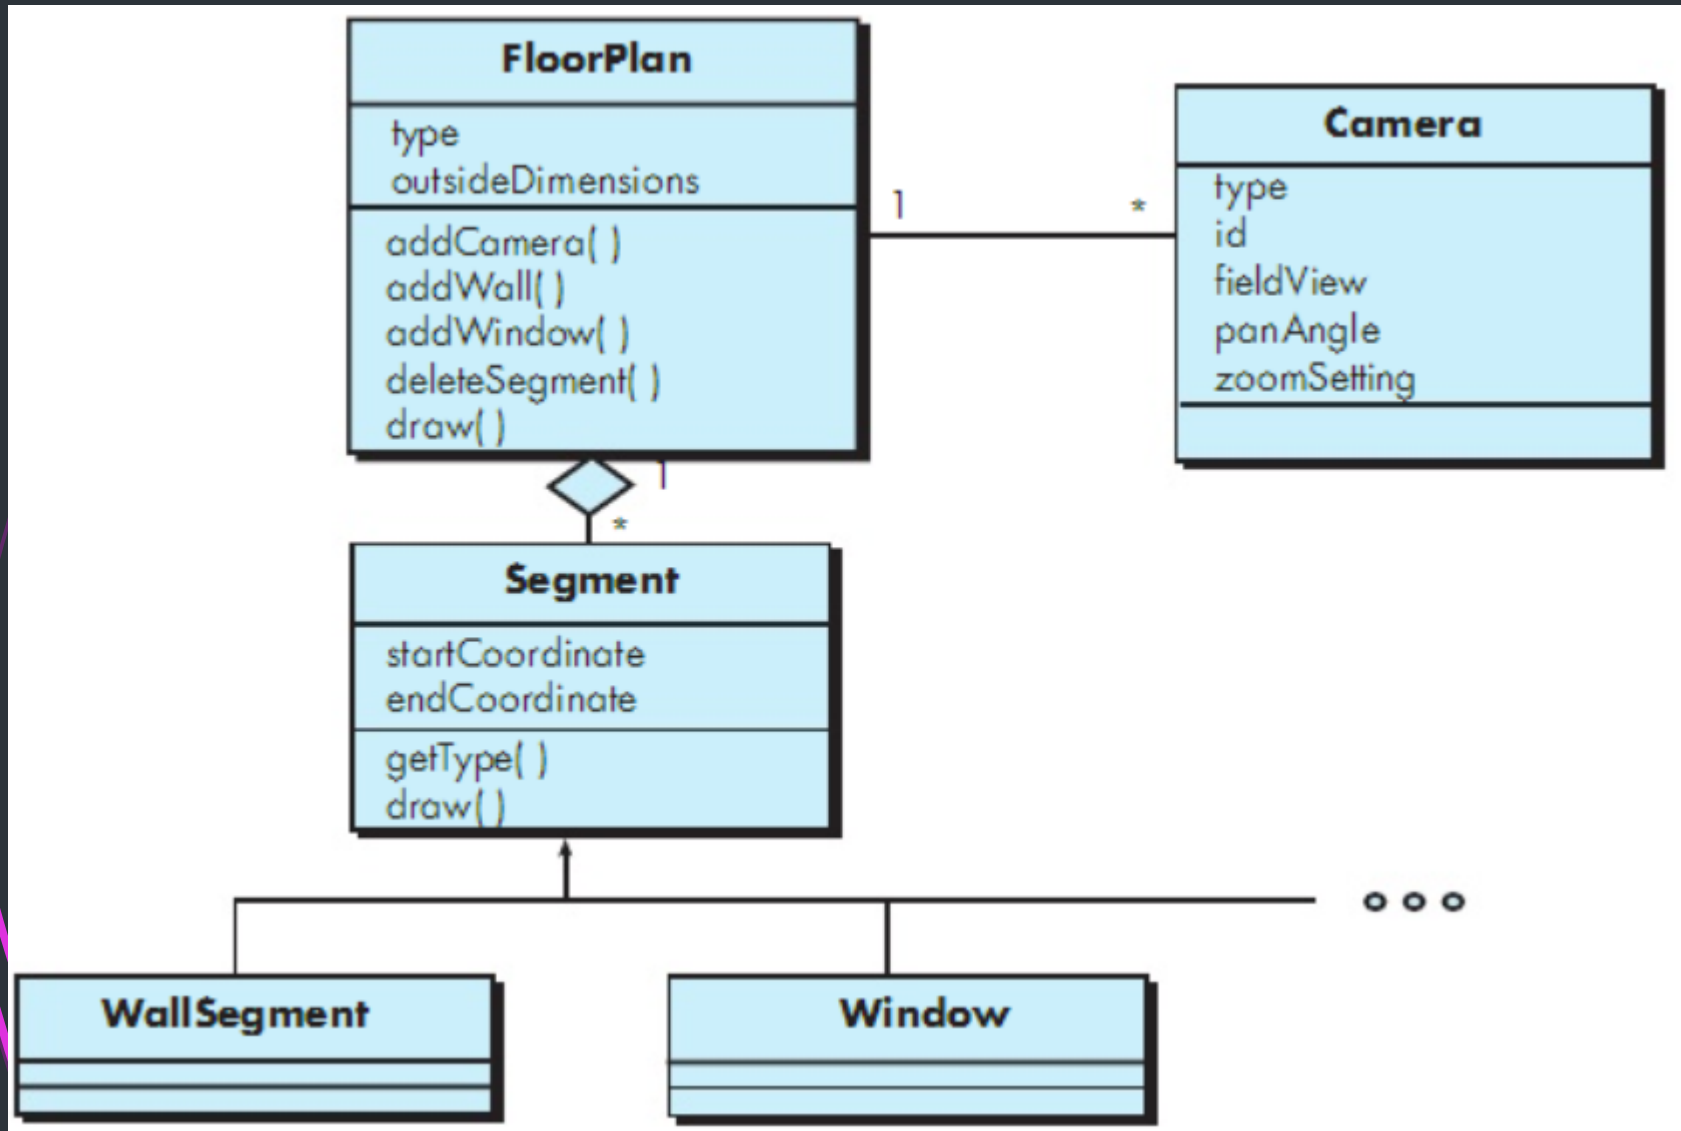 FloorPlan
type
outsideDimensions
addCamera( )
addWall( )
addWindow( )
deleteSegment( )
draw( )
1
*
Camera
type
id
fieldView
panAngle
zoomSetting
1
*
Segment
startCoordinate
endCoordinate
getType( )
draw( )
WallSegment
Window